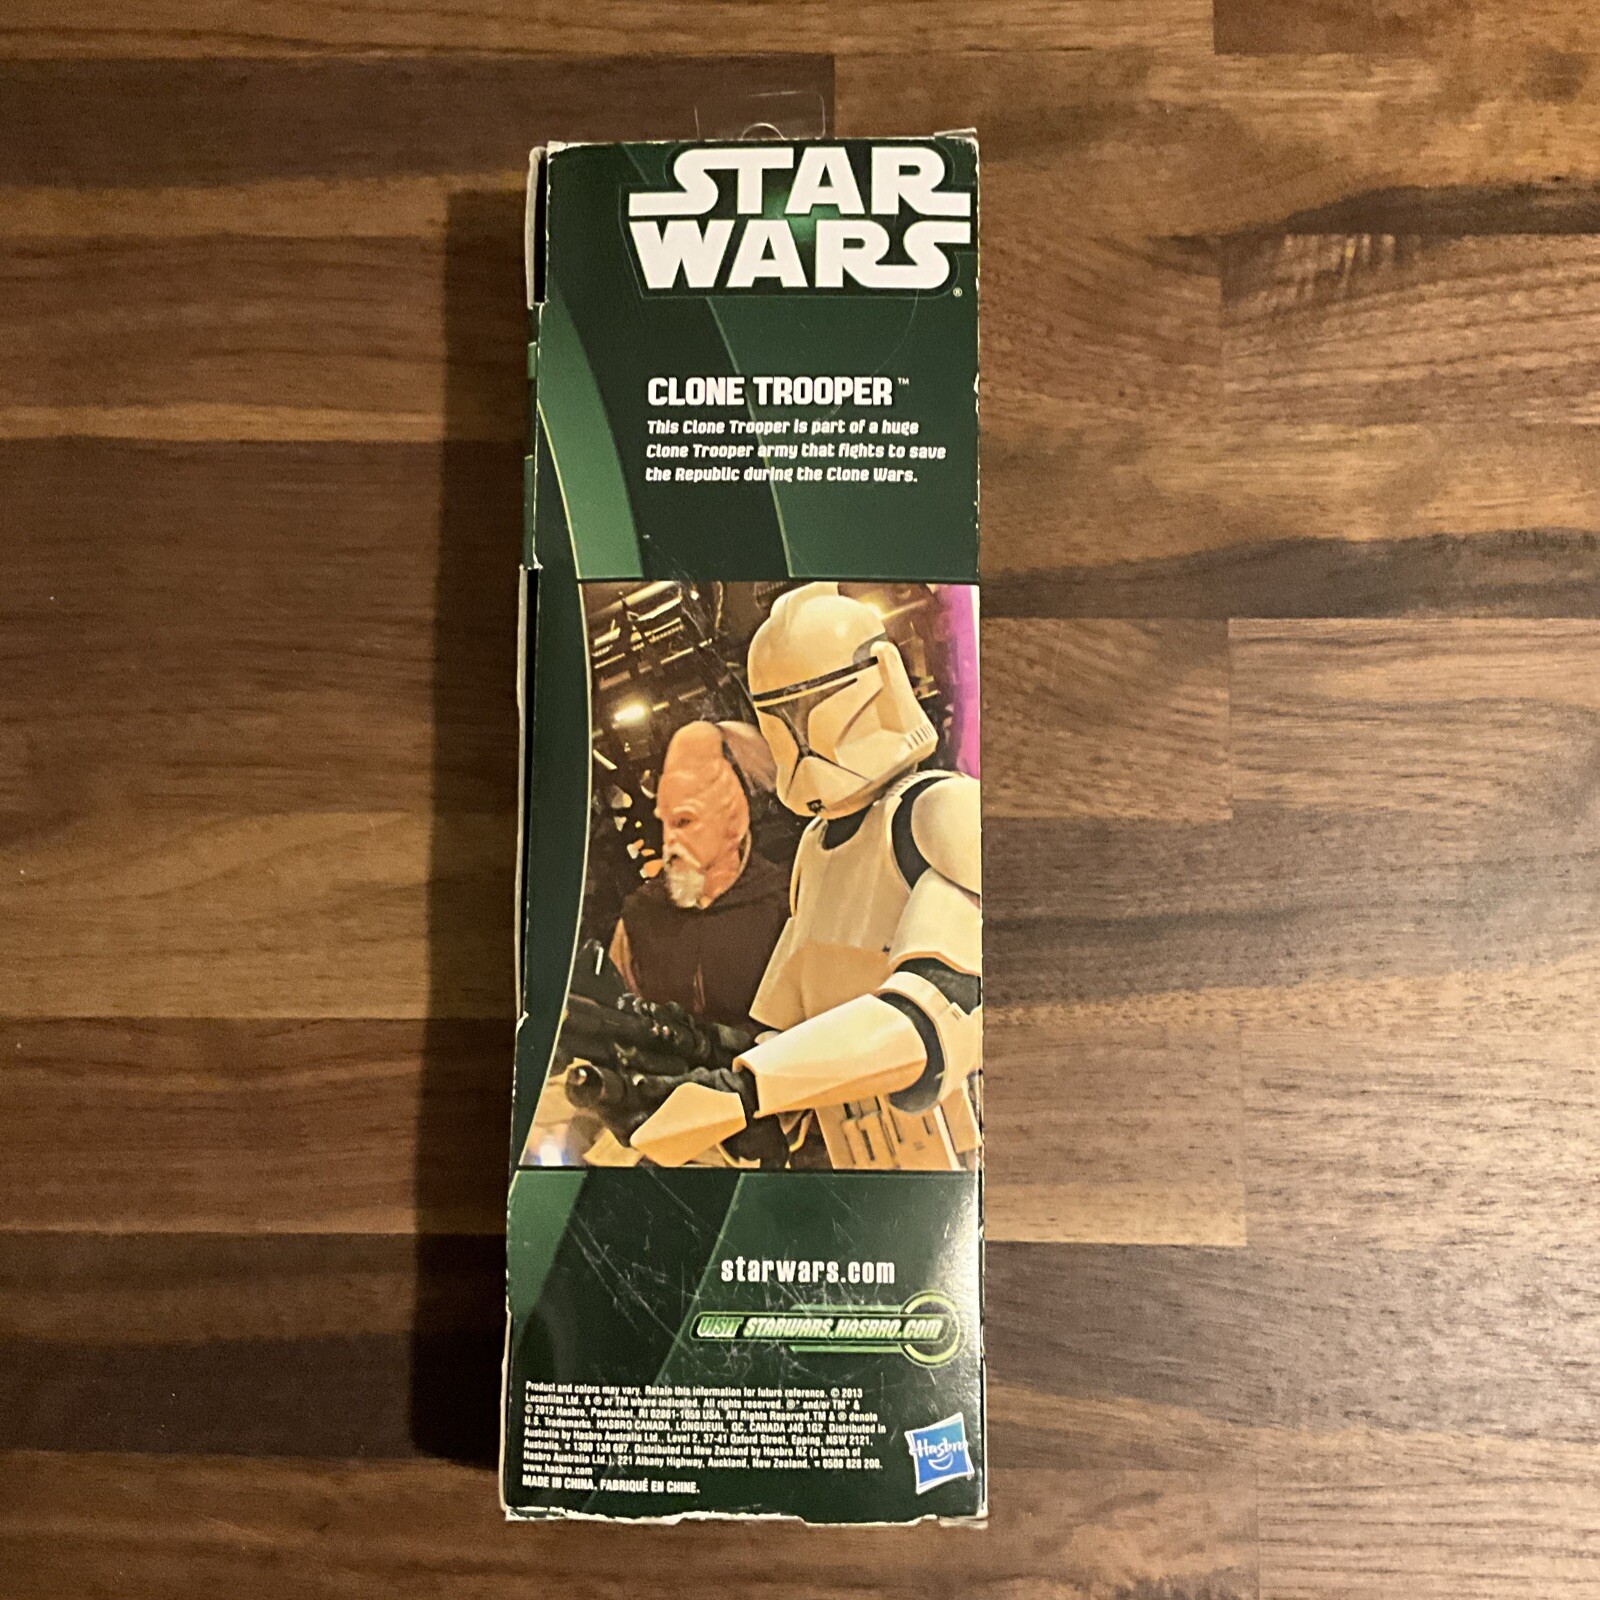 STAR
WARS®
CLONE TROOPER™
This Clone Trooper is part of a huge
Clone Trooper army that fights to save
the Republic during the Clone Wars.
starwars.com
VISIT STARWARS.HASBRO.COM
Product and colors may vary. Retain this information for future reference. © 2013
Lucasfilm Ltd. & ® or TM where indicated. All rights reserved. ®* and/or TM* &
© 2012 Hasbro, Pawtucket, RI 02861-1059 USA. All Rights Reserved.TM & ® denote
U.S. Trademarks. HASBRO CANADA, LONGUEUIL, QC, CANADA J4G 1G2. Distributed in
Australia by Hasbro Australia Ltd., Level 2, 37-41 Oxford Street, Epping, NSW 2121,
Australia. ☎ 1300 138 697. Distributed in New Zealand by Hasbro NZ (a branch of
Hasbro Australia Ltd.), 221 Albany Highway, Auckland, New Zealand. ☎ 0508 828 200.
www.hasbro.com
MADE IN CHINA. FABRIQUÉ EN CHINE.
Hasbro